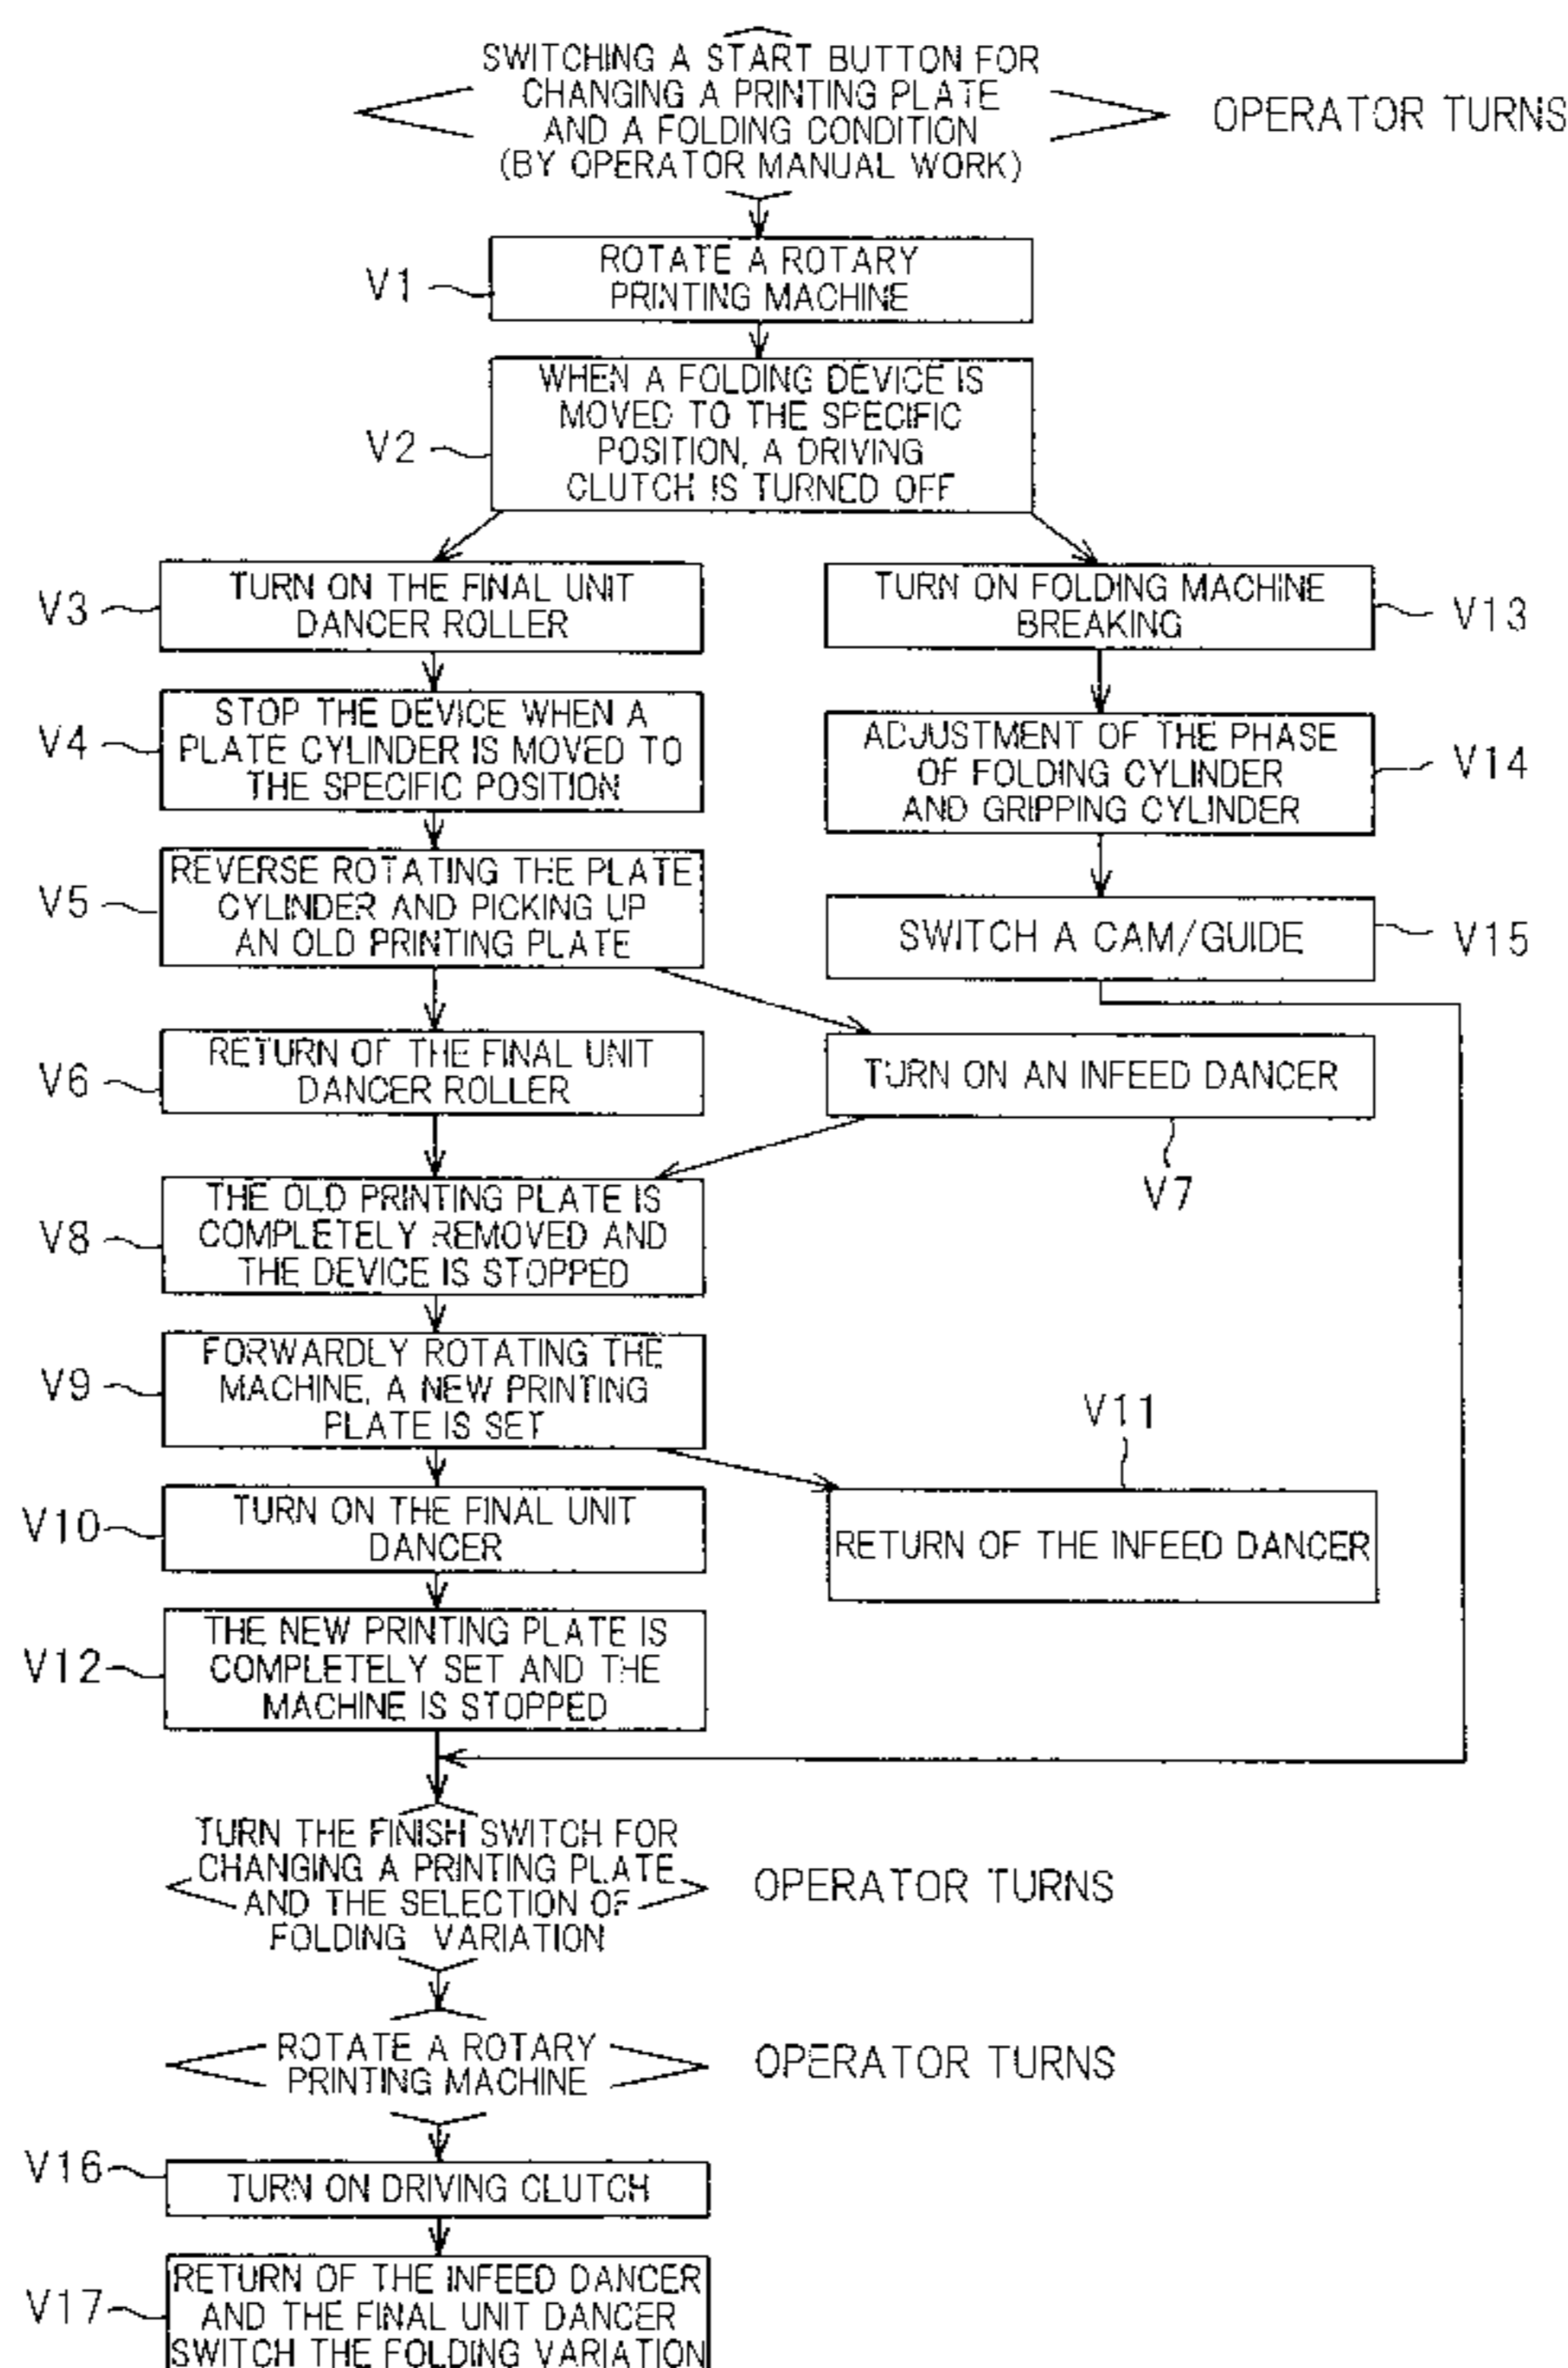 SWITCHING A START BUTTON FOR
CHANGING A PRINTING PLATE
AND A FOLDING CONDITION
(BY OPERATOR MANUAL WORK)
OPERATOR TURNS
V1
ROTATE A ROTARY
PRINTING MACHINE
V2
WHEN A FOLDING DEVICE IS
MOVED TO THE SPECIFIC
POSITION, A DRIVING
CLUTCH IS TURNED OFF
V3
TURN ON THE FINAL UNIT
DANCER ROLLER
TURN ON FOLDING MACHINE
BREAKING
V13
V4
STOP THE DEVICE WHEN A
PLATE CYLINDER IS MOVED TO
THE SPECIFIC POSITION
ADJUSTMENT OF THE PHASE
OF FOLDING CYLINDER
AND GRIPPING CYLINDER
V14
V5
REVERSE ROTATING THE PLATE
CYLINDER AND PICKING UP
AN OLD PRINTING PLATE
SWITCH A CAM/GUIDE
V15
V6
RETURN OF THE FINAL UNIT
DANCER ROLLER
TURN ON AN INFEED DANCER
V7
V8
THE OLD PRINTING PLATE IS
COMPLETELY REMOVED AND
THE DEVICE IS STOPPED
V9
FORWARDLY ROTATING THE
MACHINE, A NEW PRINTING
PLATE IS SET
V11
V10
TURN ON THE FINAL UNIT
DANCER
RETURN OF THE INFEED DANCER
V12
THE NEW PRINTING PLATE IS
COMPLETELY SET AND THE
MACHINE IS STOPPED
TURN THE FINISH SWITCH FOR
CHANGING A PRINTING PLATE
AND THE SELECTION OF
FOLDING VARIATION
OPERATOR TURNS
ROTATE A ROTARY
PRINTING MACHINE
OPERATOR TURNS
V16
TURN ON DRIVING CLUTCH
V17
RETURN OF THE INFEED DANCER
AND THE FINAL UNIT DANCER
SWITCH THE FOLDING VARIATION